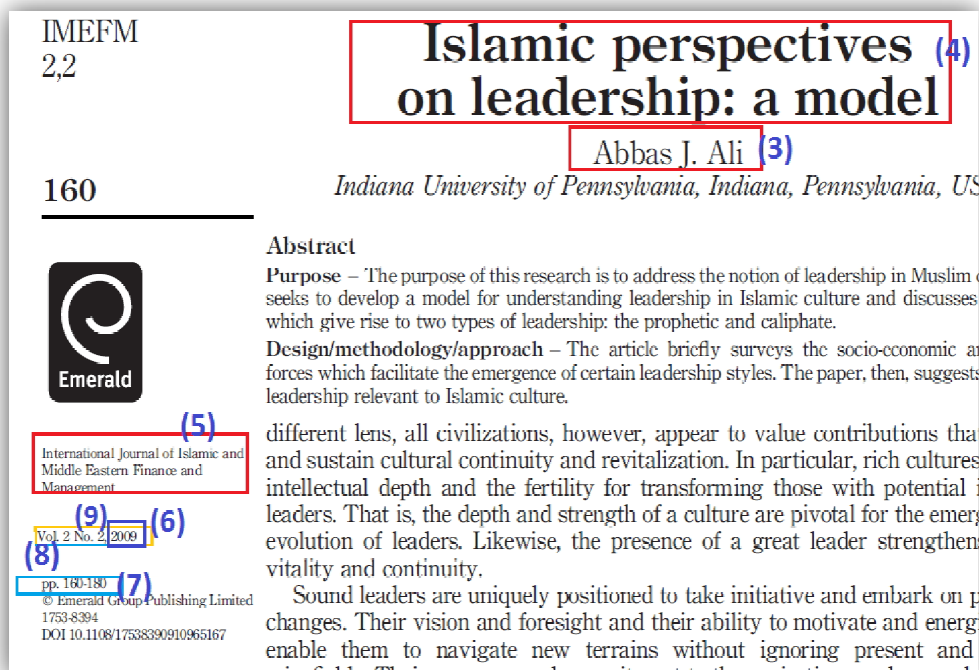 IMEFM
2,2
160
Islamic perspectives (4)
on leadership: a model
Abbas J. Ali (3)
Indiana University of Pennsylvania, Indiana, Pennsylvania, US
Abstract
Purpose – The purpose of this research is to address the notion of leadership in Muslim
seeks to develop a model for understanding leadership in Islamic culture and discusses
which give rise to two types of leadership: the prophetic and caliphate.
Design/methodology/approach – The article briefly surveys the socio-economic
forces which facilitate the emergence of certain leadership styles. The paper, then, suggests
leadership relevant to Islamic culture.
Emerald
(5)
International Journal of Islamic and
Middle Eastern Finance and
Management
(9)
Vol. 2 No. 2, 2009 (6)
(8)
pp. 160-180 (7)
© Emerald Group Publishing Limited
1753-8394
DOI 10.1108/17538390910965167
different lens, all civilizations, however, appear to value contributions
and sustain cultural continuity and revitalization. In particular, rich cultures
intellectual depth and the fertility for transforming those with potential
leaders. That is, the depth and strength of a culture are pivotal for the
evolution of leaders. Likewise, the presence of a great leader strengthen
vitality and continuity.
Sound leaders are uniquely positioned to take initiative and embark on
changes. Their vision and foresight and their ability to motivate and
enable them to navigate new terrains without ignoring present and